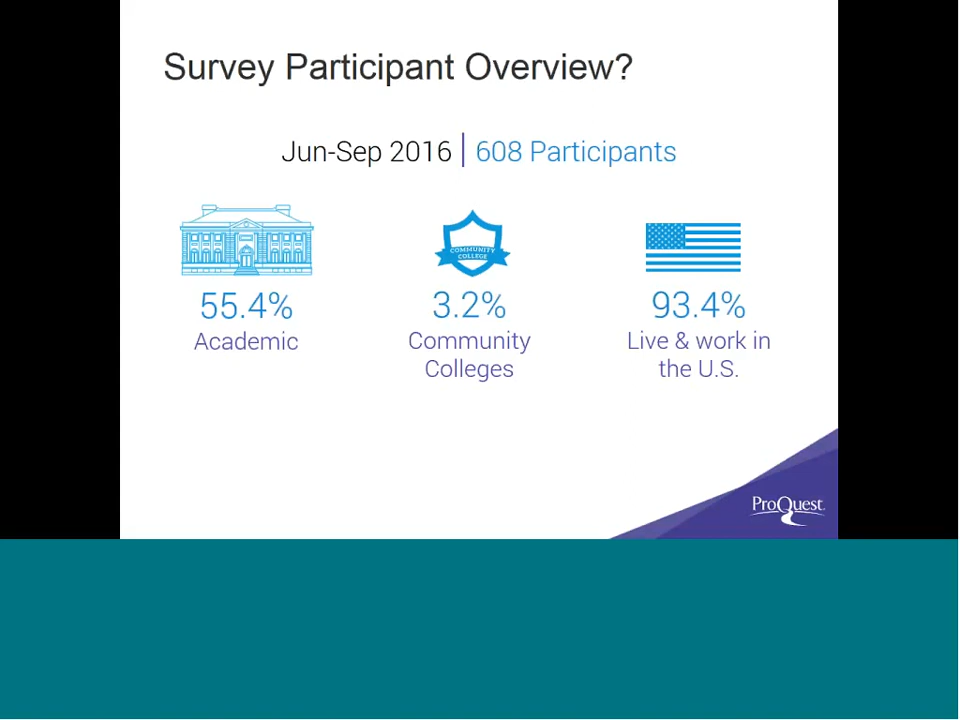 Survey Participant Overview?
Jun-Sep 2016 | 608 Participants
COMMUNITY
COLLEGE
55.4%
3.2%
93.4%
Academic
Community
Colleges
Live & work in
the U.S.
ProQuest